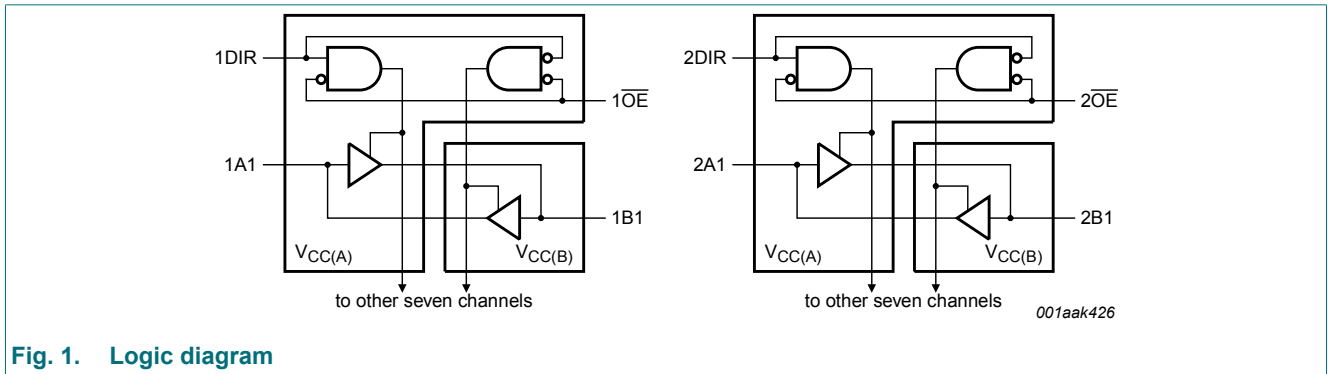 1DIR
1OE
1A1
1B1
VCC(A)
VCC(B)
to other seven channels
2DIR
2OE
2A1
2B1
VCC(A)
VCC(B)
to other seven channels
001aak426
Fig. 1. Logic diagram